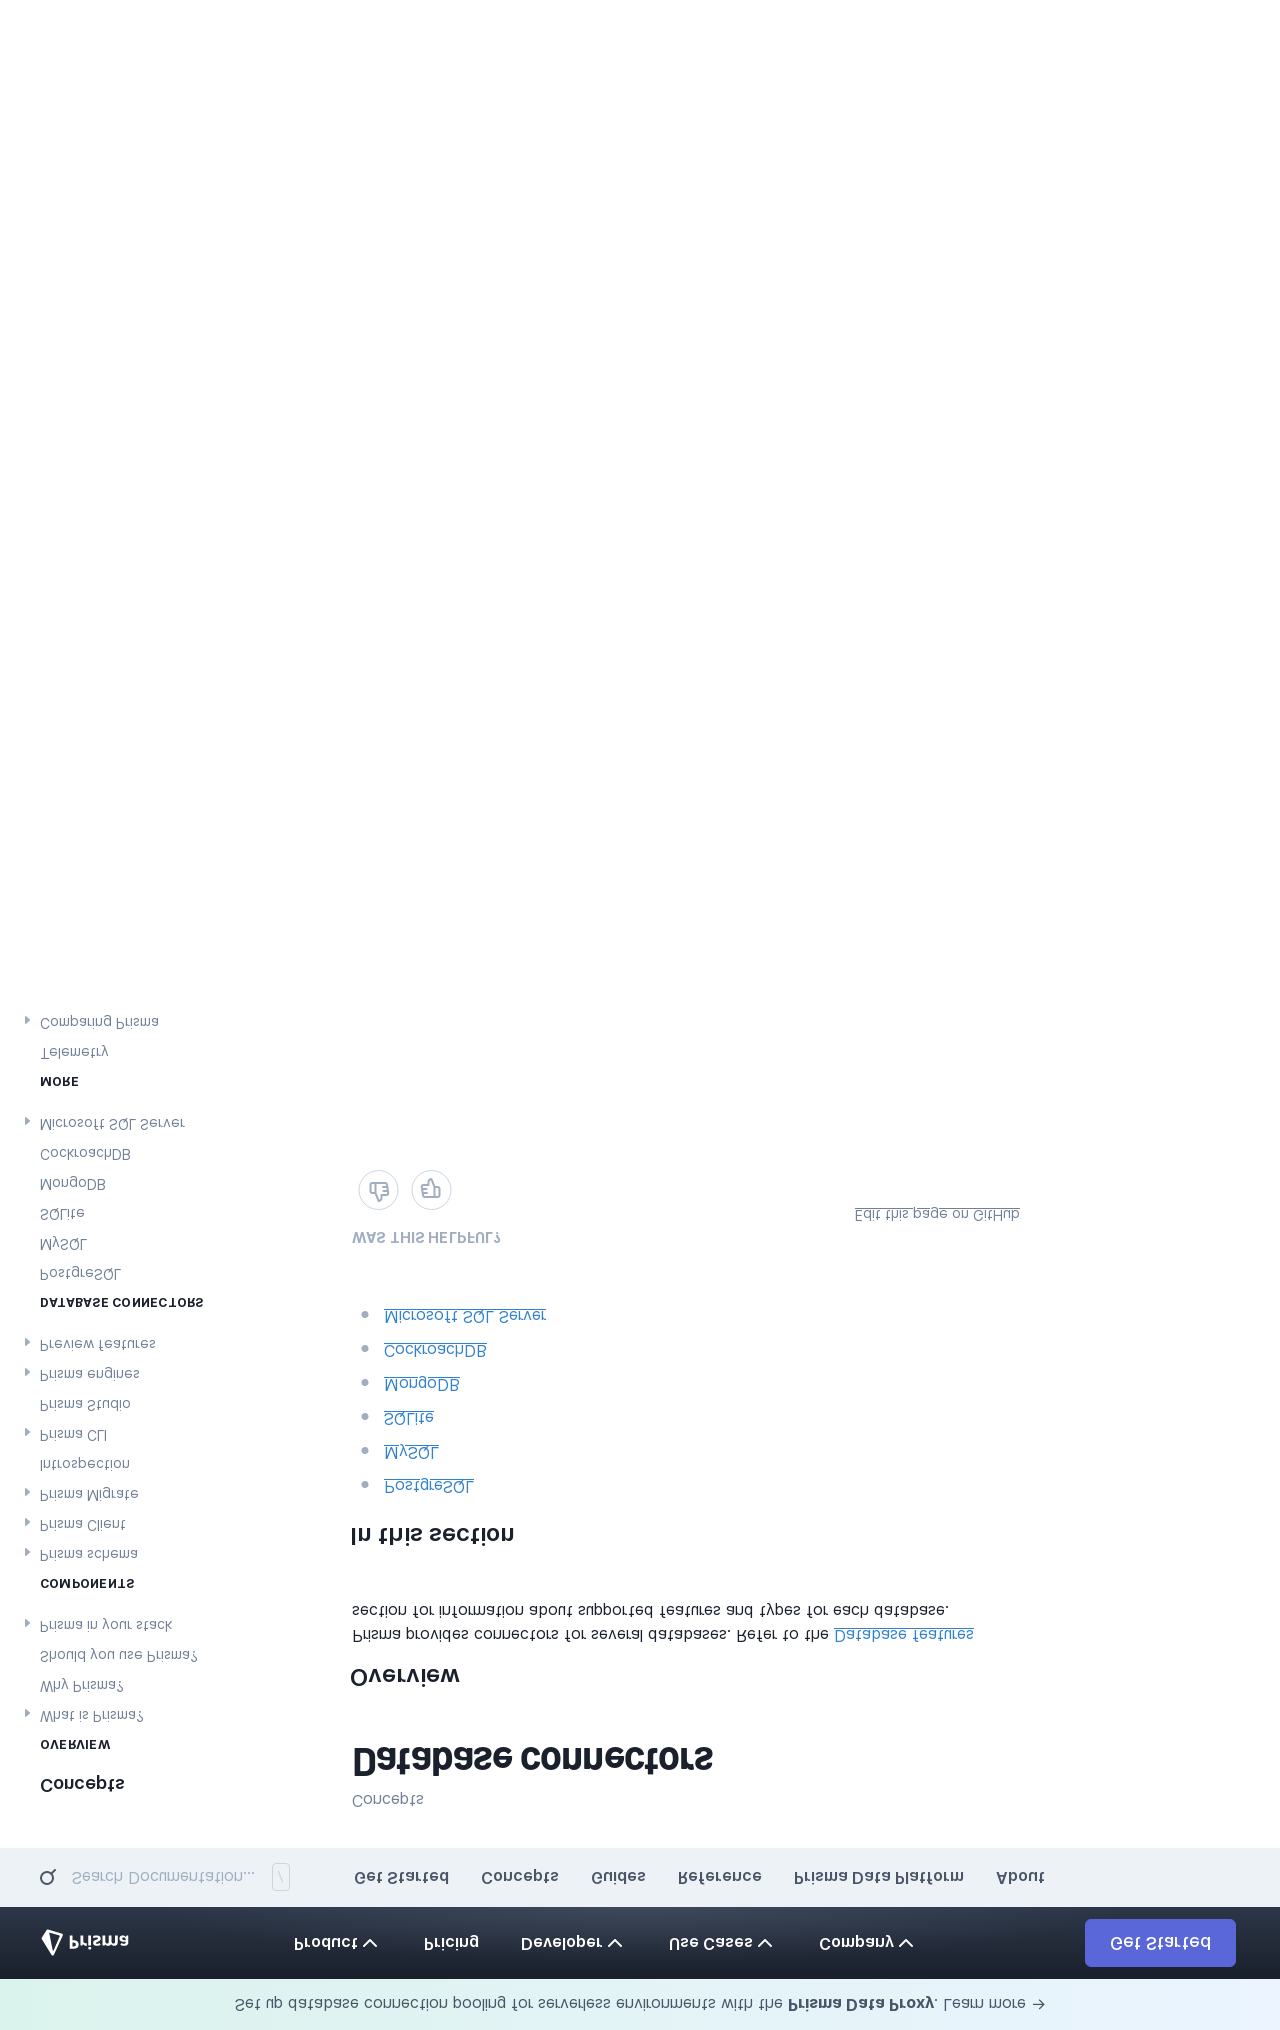 Set up database connection pooling for serverless environments with the Prisma Data Proxy. Learn more →
Prisma
Product
Pricing
Developer
Use Cases
Company
Get Started
Search Documentation... /
Get Started
Concepts
Guides
Reference
Prisma Data Platform
About
Concepts
OVERVIEW
What is Prisma?
Why Prisma?
Should you use Prisma?
Prisma in your stack
COMPONENTS
Prisma schema
Prisma Client
Prisma Migrate
Introspection
Prisma CLI
Prisma Studio
Prisma engines
Preview features
DATABASE CONNECTORS
PostgreSQL
MySQL
SQLite
MongoDB
CockroachDB
Microsoft SQL Server
MORE
Telemetry
Comparing Prisma
Concepts
Database connectors
Overview
Prisma provides connectors for several databases. Refer to the Database features
section for information about supported features and types for each database.
In this section
PostgreSQL
MySQL
SQLite
MongoDB
CockroachDB
Microsoft SQL Server
WAS THIS HELPFUL?
Edit this page on GitHub